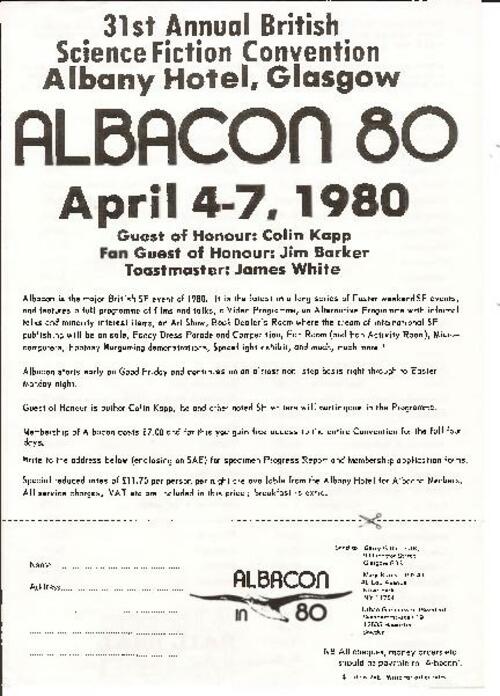 31st Annual British
Science Fiction Convention
Albany Hotel, Glasgow
ALBACON 80
April 4-7, 1980
Guest of Honour: Colin Kapp
Fan Guest of Honour: Jim Barker
Toastmaster: James White
Albacon is the major British SF event of 1980. It is the latest in a long series of Easter weekend SF events,
and features a full programme of films and talks, a Video Programme, an Alternative Programme with informal
talks and minority interest items, an Art Show, Book Dealer's Room where the cream of international SF
publishing will be on sale, Fancy Dress Parade and Competition, Fan Room (and Fan Activity Room), Micro-
computers, Fantasy Wargaming demonstrations, Spaceflight exhibit, and much, much more!
Albacon starts early on Good Friday and continues on an almost non-stop basis right through to Easter
Monday night.
Guest of Honour is author Colin Kapp, he and other noted SF writers will participate in the Programme.
Membership of Albacon costs £7.00 and for this you gain free access to the entire Convention for the full four
days.
Write to the address below (enclosing an SAE) for specimen Progress Report and Membership application forms.
Special reduced rates of £11.75 per person per night are available from the Albany Hotel for Albacon Members.
All service charges, VAT etc are included in this price; breakfast is extra.
Name
Address
ALBACON
in 80
Send to
Street
Glasgow
Avenue
NY 11754
Sweden
NB All cheques, money orders etc
should be payable to 'Albacon'.